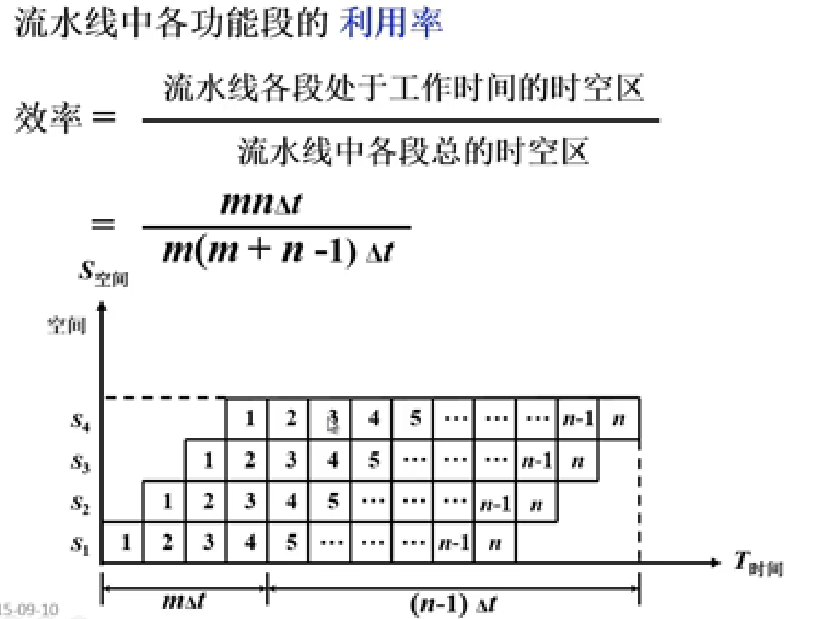 流水线中各功能段的 利用率
效率 = 流水线各段处于工作时间的时空区
流水线中各段总的时空区
= mnΔt
m(m + n -1) Δt
S空间
空间
S4 1 2 3 4 5 ··· ··· ··· n-1 n
S3 1 2 3 4 5 ··· ··· ··· n-1 n
S2 1 2 3 4 5 ··· ··· ··· n-1 n
S1 1 2 3 4 5 ··· ··· ··· n-1 n
T时间
mΔt (n-1) Δt
15-09-10